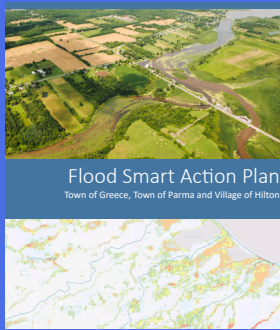 Flood Smart Action Plan
Town of Greece, Town of Parma and Village of Hilton